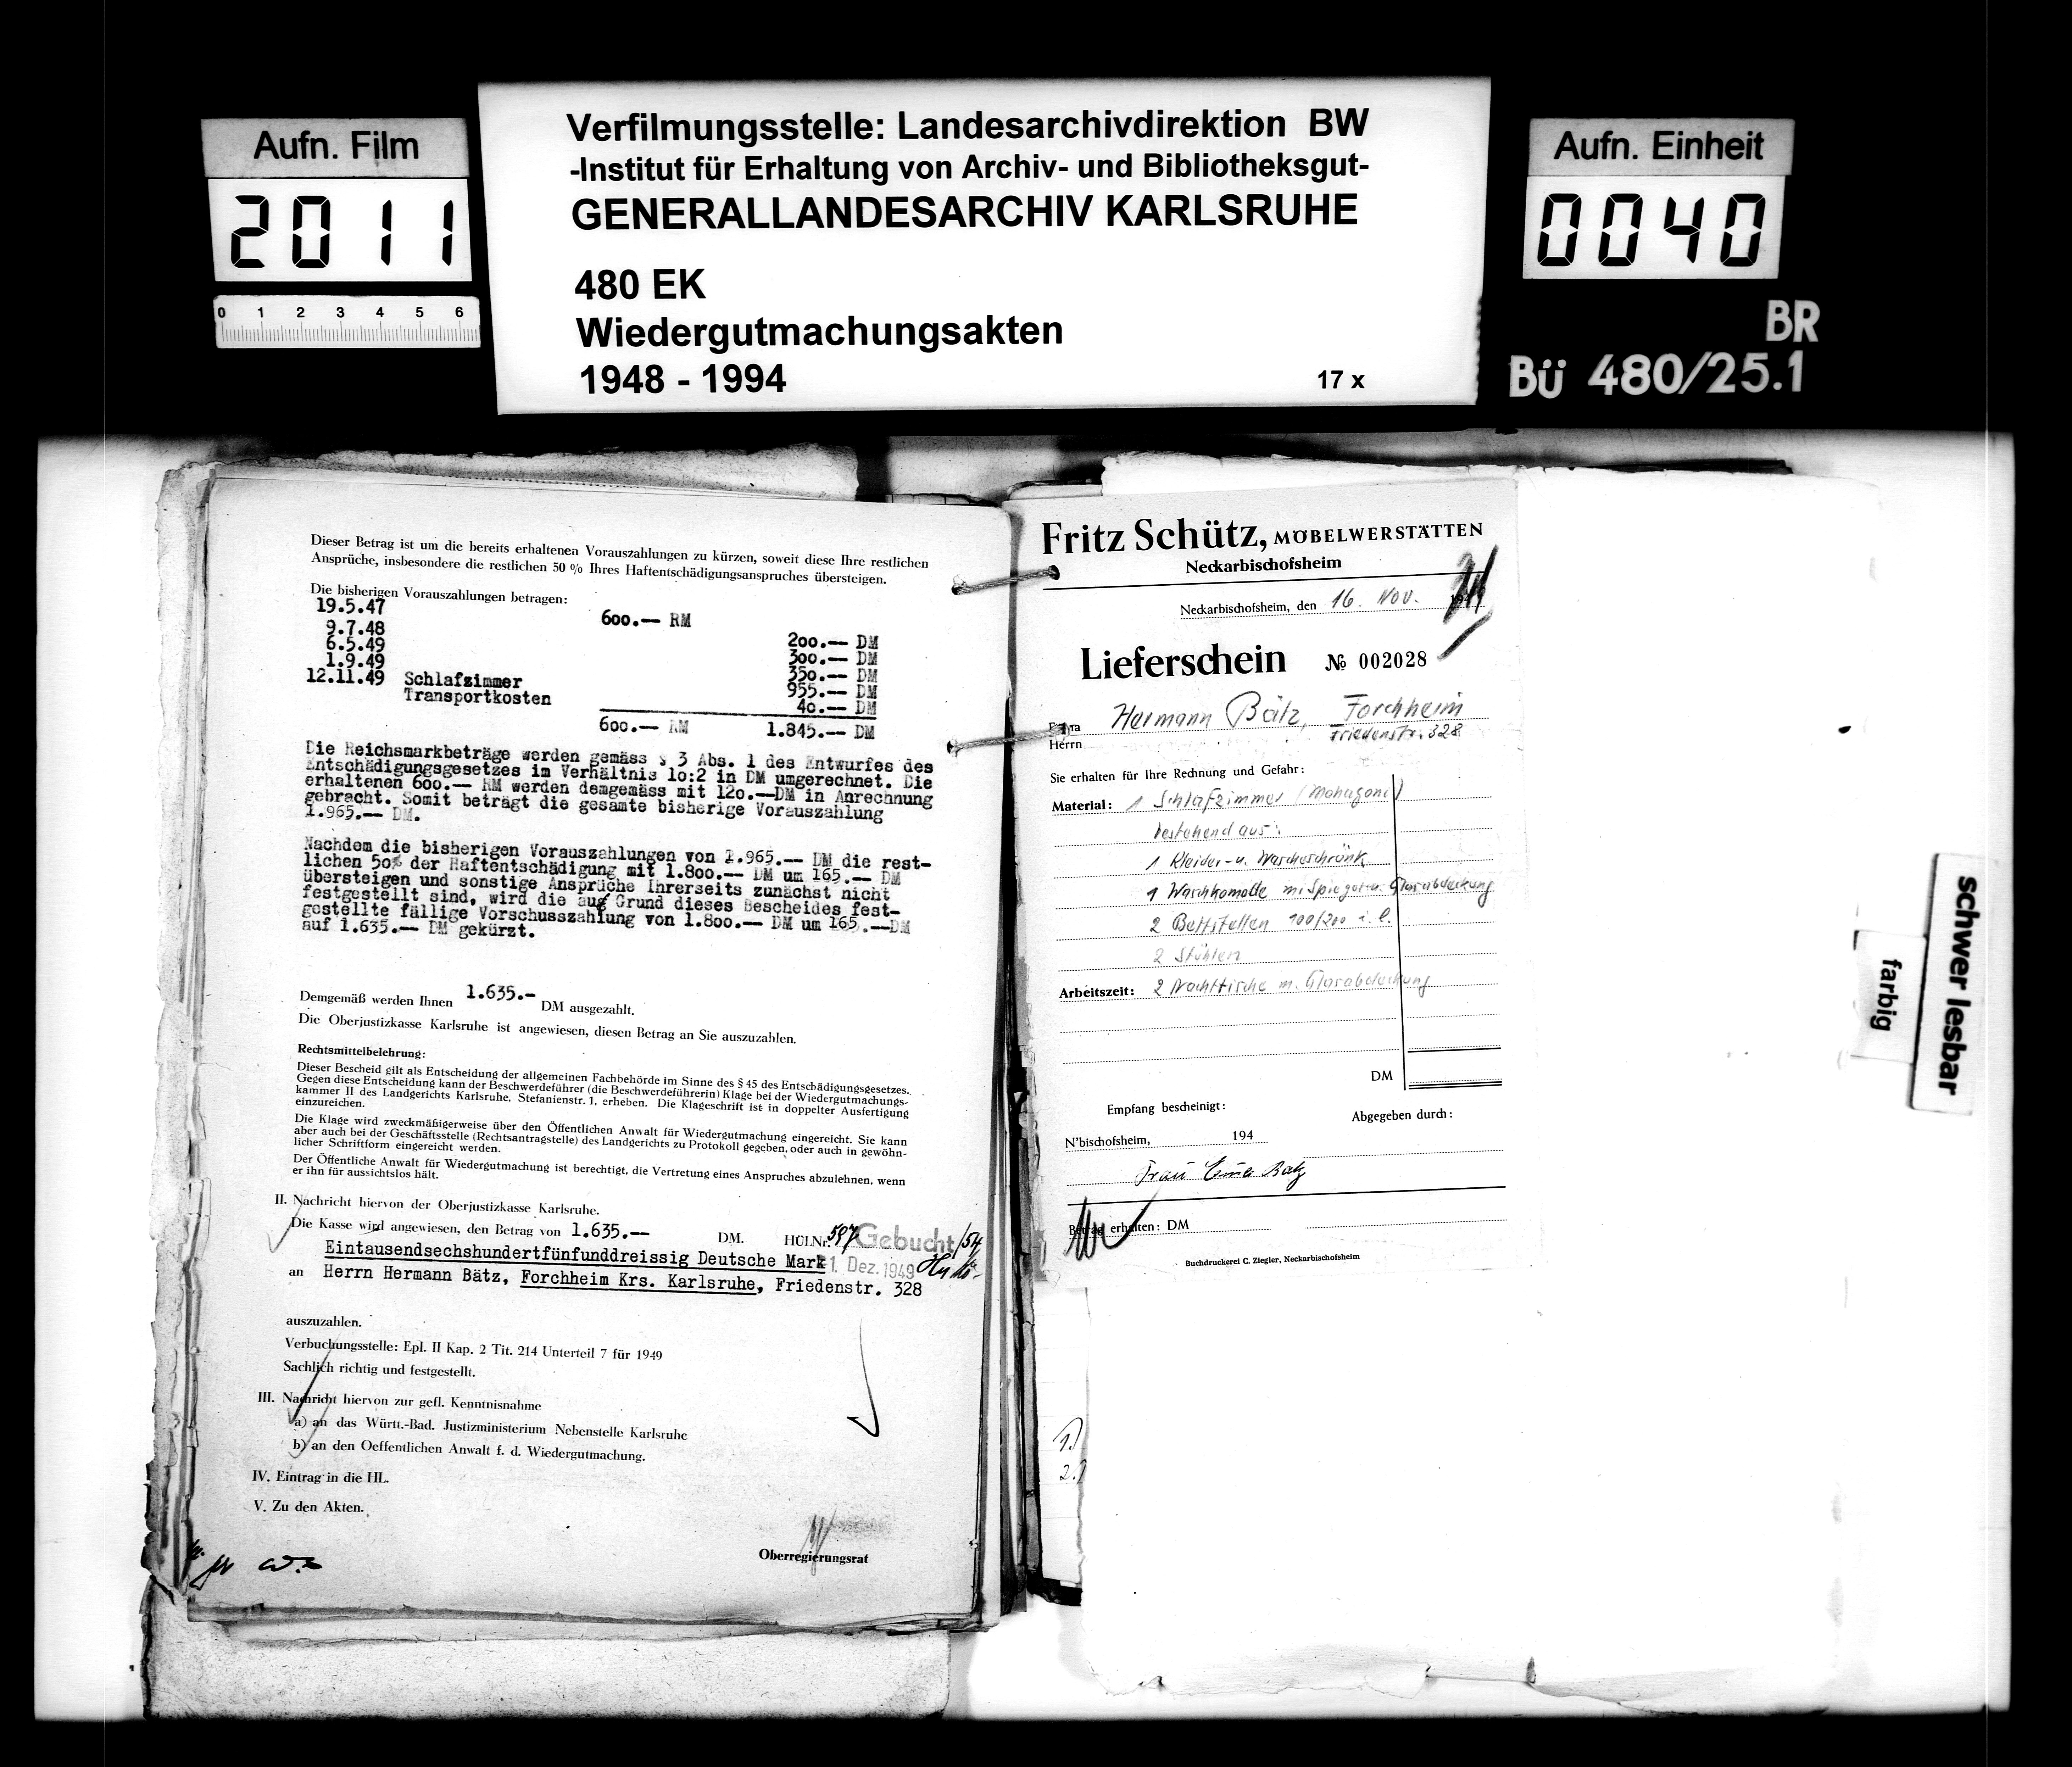 Aufn. Film
2011
0 1 2 3 4 5 6
Verfilmungsstelle: Landesarchivdirektion BW
-Institut für Erhaltung von Archiv- und Bibliotheksgut-
GENERALLANDESARCHIV KARLSRUHE
480 EK
Wiedergutmachungsakten
1948 - 1994
17 x
Aufn. Einheit
0040
BR
Bü 480/25.1
Dieser Betrag ist um die bereits erhaltenen Vorauszahlungen zu kürzen, soweit diese Ihre restlichen
Ansprüche, insbesondere die restlichen 50 % Ihres Haftentschädigungsanspruches übersteigen.
Die bisherigen Vorauszahlungen betragen:
19.5.47 600.-- RM
9.7.48 200.-- DM
6.5.49 300.-- DM
1.9.49 350.-- DM
12.11.49 Schlafzimmer 955.-- DM
Transportkosten 40.-- DM
600.-- RM 1.845.-- DM
Die Reichsmarkbeträge werden gemäss § 3 Abs. 1 des Entwurfes des
Entschädigungsgesetzes im Verhältnis 10:2 in DM umgerechnet. Die
erhaltenen 600.-- RM werden demgemäss mit 120.--DM in Anrechnung
gebracht. Somit beträgt die gesamte bisherige Vorauszahlung
1.965.-- DM.
Nachdem die bisherigen Vorauszahlungen von 1.965.-- DM die rest-
lichen 50% der Haftentschädigung mit 1.800.-- DM um 165.-- DM
übersteigen und sonstige Ansprüche Ihrerseits zunächst nicht
festgestellt sind, wird die auf Grund dieses Bescheides fest-
gestellte fällige Vorschusszahlung von 1.800.-- DM um 165.--DM
auf 1.635.-- DM gekürzt.
Demgemäß werden Ihnen 1.635.- DM ausgezahlt.
Die Oberjustizkasse Karlsruhe ist angewiesen, diesen Betrag an Sie auszuzahlen.
Rechtsmittelbelehrung:
Dieser Bescheid gilt als Entscheidung der allgemeinen Fachbehörde im Sinne des § 45 des Entschädigungsgesetzes.
Gegen diese Entscheidung kann der Beschwerdeführer (die Beschwerdeführerin) Klage bei der Wiedergutmachungs-
kammer II des Landgerichts Karlsruhe, Stefanienstr. 1, erheben. Die Klageschrift ist in doppelter Ausfertigung
einzureichen.
Die Klage wird zweckmäßigerweise über den Öffentlichen Anwalt für Wiedergutmachung eingereicht. Sie kann
aber auch bei der Geschäftsstelle (Rechtsantragstelle) des Landgerichts zu Protokoll gegeben, oder auch in gewöhn-
licher Schriftform eingereicht werden.
Der Öffentliche Anwalt für Wiedergutmachung ist berechtigt, die Vertretung eines Anspruches abzulehnen, wenn
er ihn für aussichtslos hält.
II. Nachricht hiervon der Oberjustizkasse Karlsruhe.
Die Kasse wird angewiesen, den Betrag von 1.635.-- DM. HÜl.Nr. 597 Gebucht /54
Eintausendsechshundertfünfunddreissig Deutsche Mark 1. Dez. 1949
an Herrn Hermann Bätz, Forchheim Krs. Karlsruhe, Friedenstr. 328
auszuzahlen.
Verbuchungsstelle: Epl. II Kap. 2 Tit. 214 Unterteil 7 für 1949
Sachlich richtig und festgestellt.
III. Nachricht hiervon zur gefl. Kenntnisnahme
a) an das Württ.-Bad. Justizministerium Nebenstelle Karlsruhe
b) an den Oeffentlichen Anwalt f. d. Wiedergutmachung.
IV. Eintrag in die HL.
V. Zu den Akten.
Oberregierungsrat
Fritz Schütz, MÖBELWERSTÄTTEN
Neckarbischofsheim
Neckarbischofsheim, den 16. Nov. 194
Lieferschein № 002028
Firma
Herrn
Hermann Bätz, Forchheim
Friedenstr. 328
Sie erhalten für Ihre Rechnung und Gefahr:
Material: 1 Schlafzimmer (Mahagoni)
bestehend aus:
1 Kleider- u. Wäscheschrank
1 Waschkomode m. Spiegel u. Glasabdeckung
2 Bettstellen 100/200 i. l.
2 Stühlen
Arbeitszeit: 2 Nachttische m. Glasabdeckung
DM
Empfang bescheinigt:
Abgegeben durch:
N'bischofsheim, 194
Frau Bätz
Betrag erhalten: DM
Buchdruckerei C. Ziegler, Neckarbischofsheim
1.)
2.)
schwer lesbar
farbig